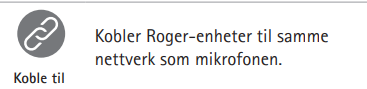 Kobler Roger-enheter til samme
nettverk som mikrofonen.
Koble til